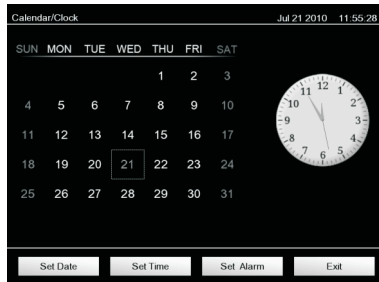 Calendar/Clock Jul 21 2010 11:55:28
SUN MON TUE WED THU FRI SAT
1 2 3
4 5 6 7 8 9 10
11 12 13 14 15 16 17
18 19 20 21 22 23 24
25 26 27 28 29 30 31
12
11 1
10 2
9 3
8 4
7 5
6
Set Date Set Time Set Alarm Exit